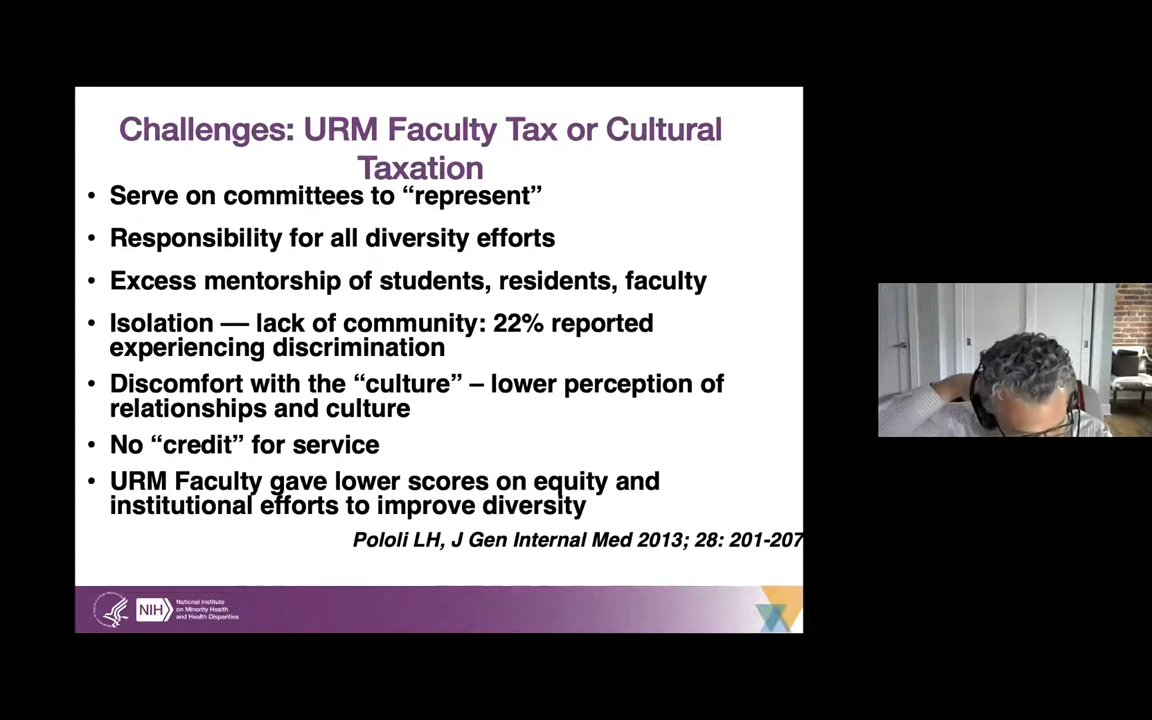 Challenges: URM Faculty Tax or Cultural
Taxation
• Serve on committees to “represent”
• Responsibility for all diversity efforts
• Excess mentorship of students, residents, faculty
• Isolation — lack of community: 22% reported
experiencing discrimination
• Discomfort with the “culture” – lower perception of
relationships and culture
• No “credit” for service
• URM Faculty gave lower scores on equity and
institutional efforts to improve diversity
Pololi LH, J Gen Internal Med 2013; 28: 201-207
NIH
National Institute
on Minority Health
and Health Disparities